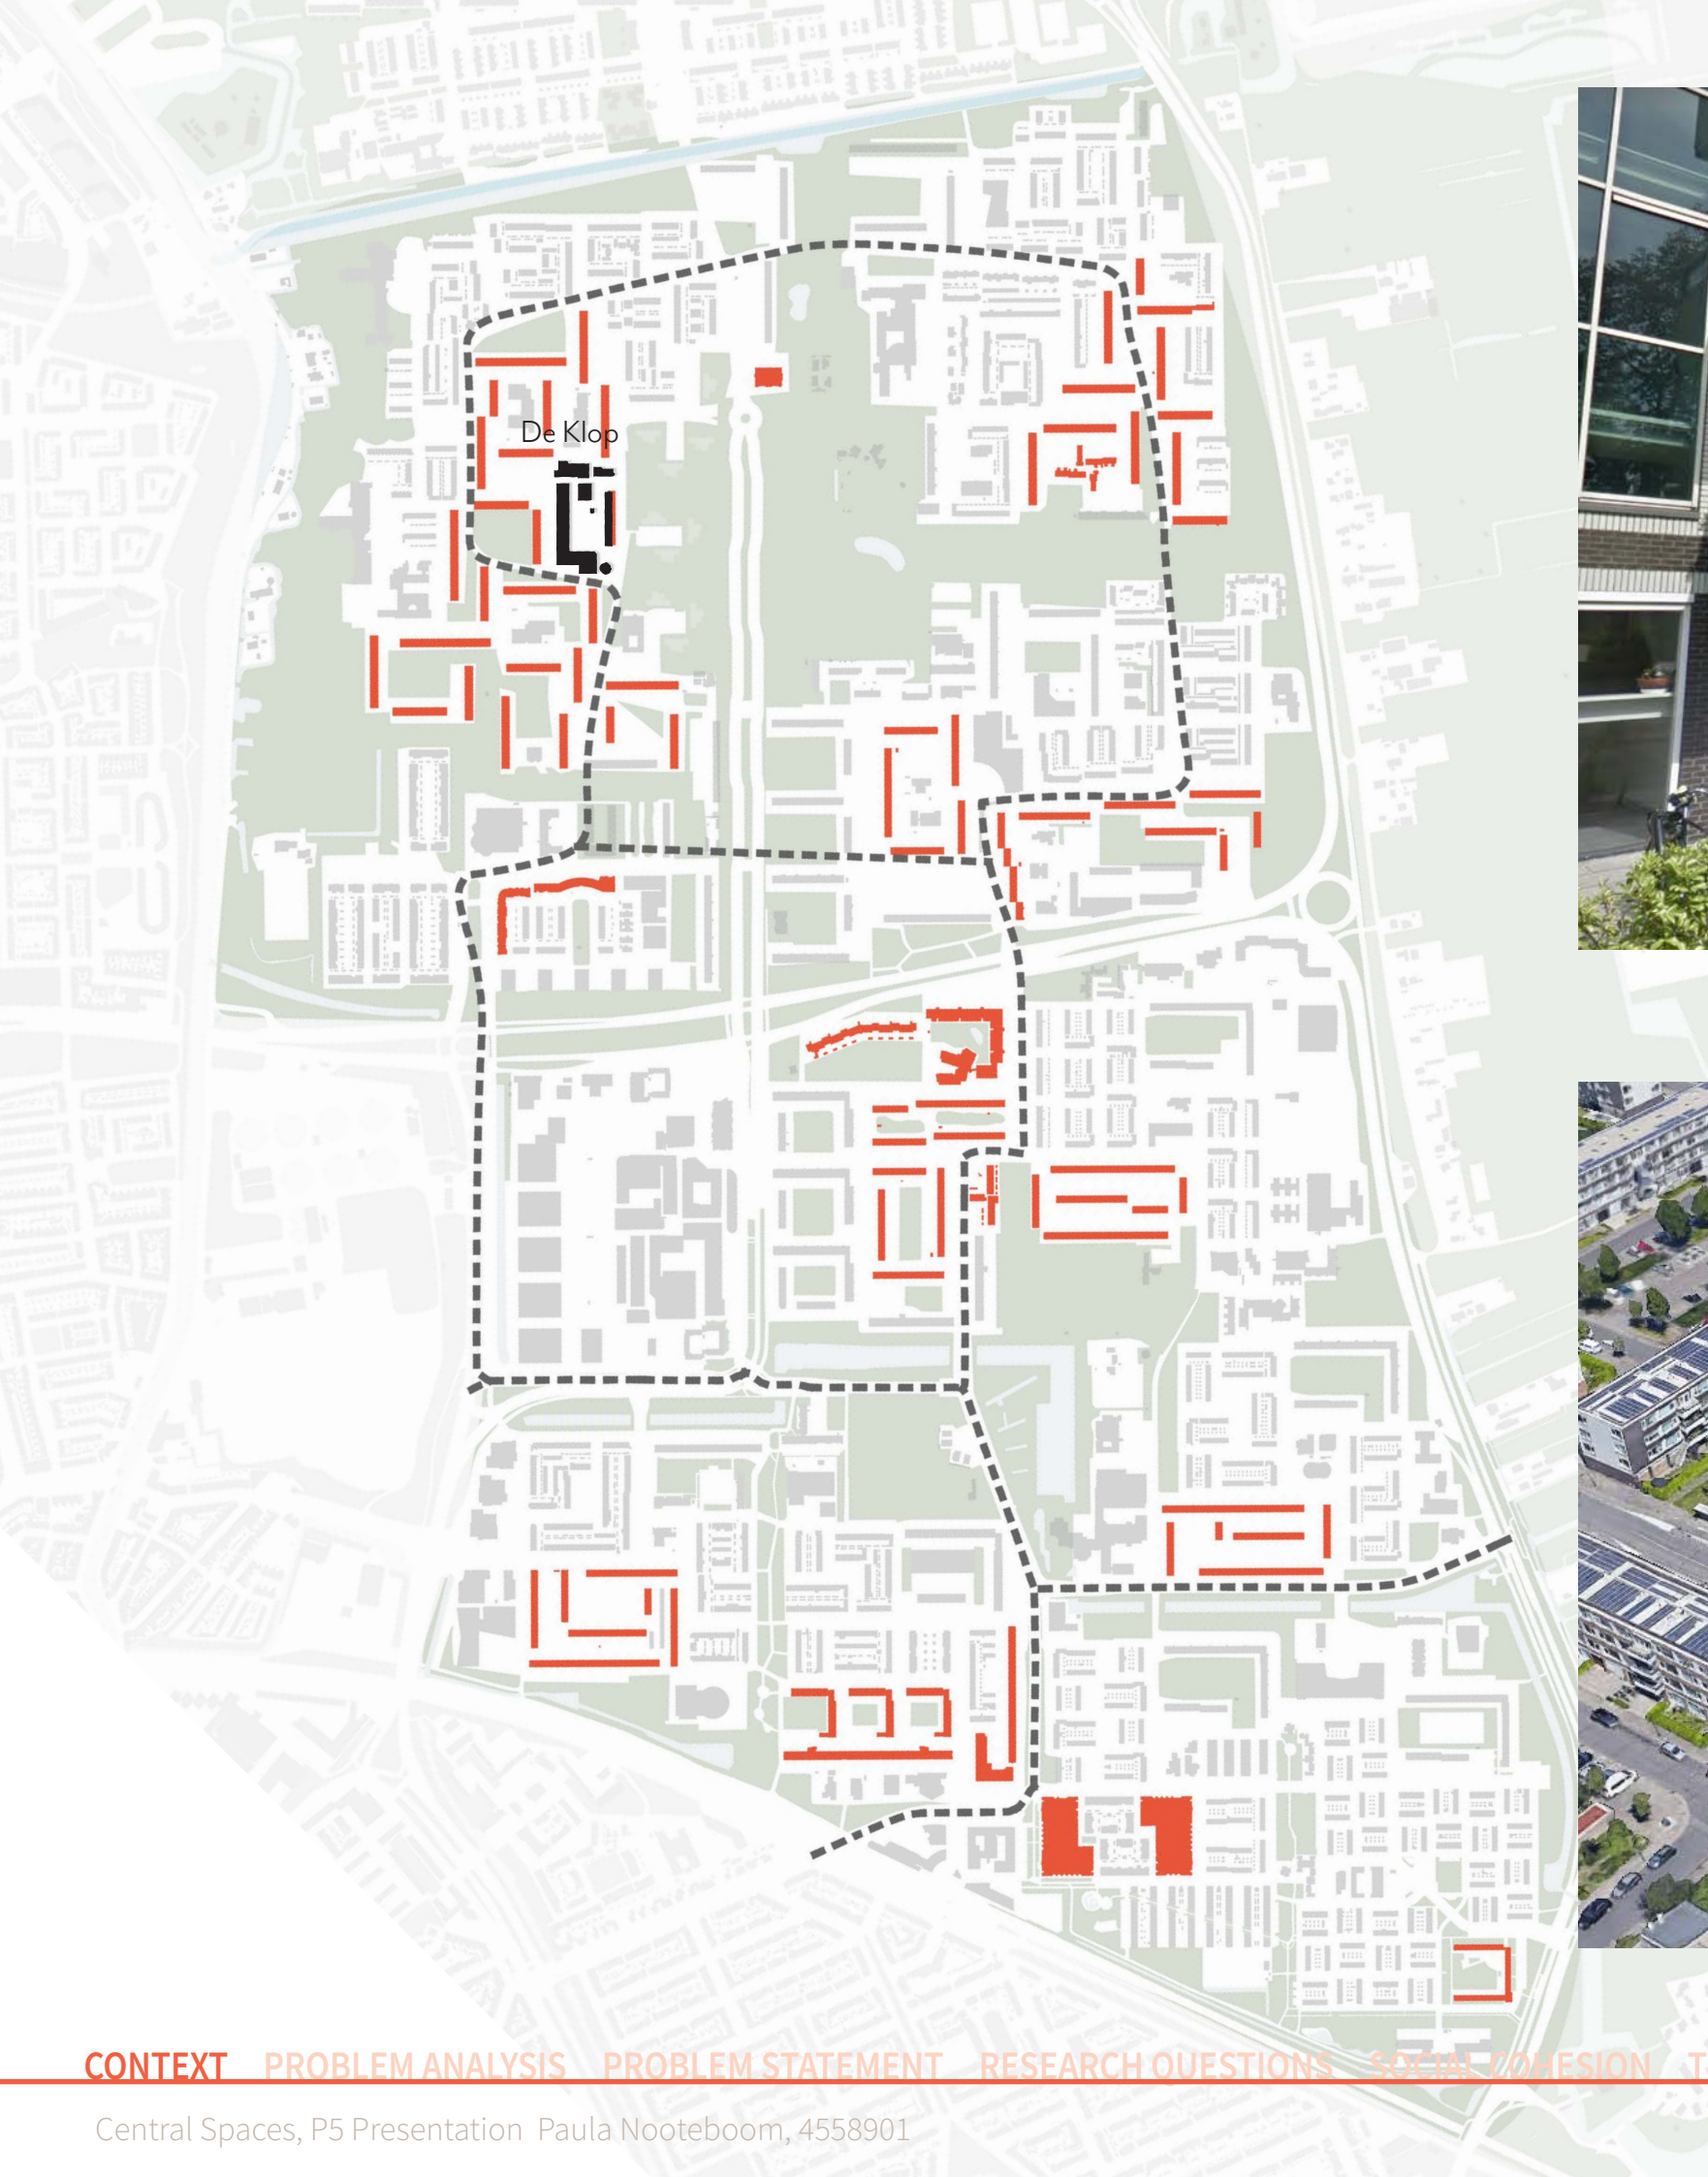 De Klop
CONTEXT PROBLEM ANALYSIS PROBLEM STATEMENT RESEARCH QUESTIONS SOCIAL COHESION T
Central Spaces, P5 Presentation Paula Nooteboom, 4558901